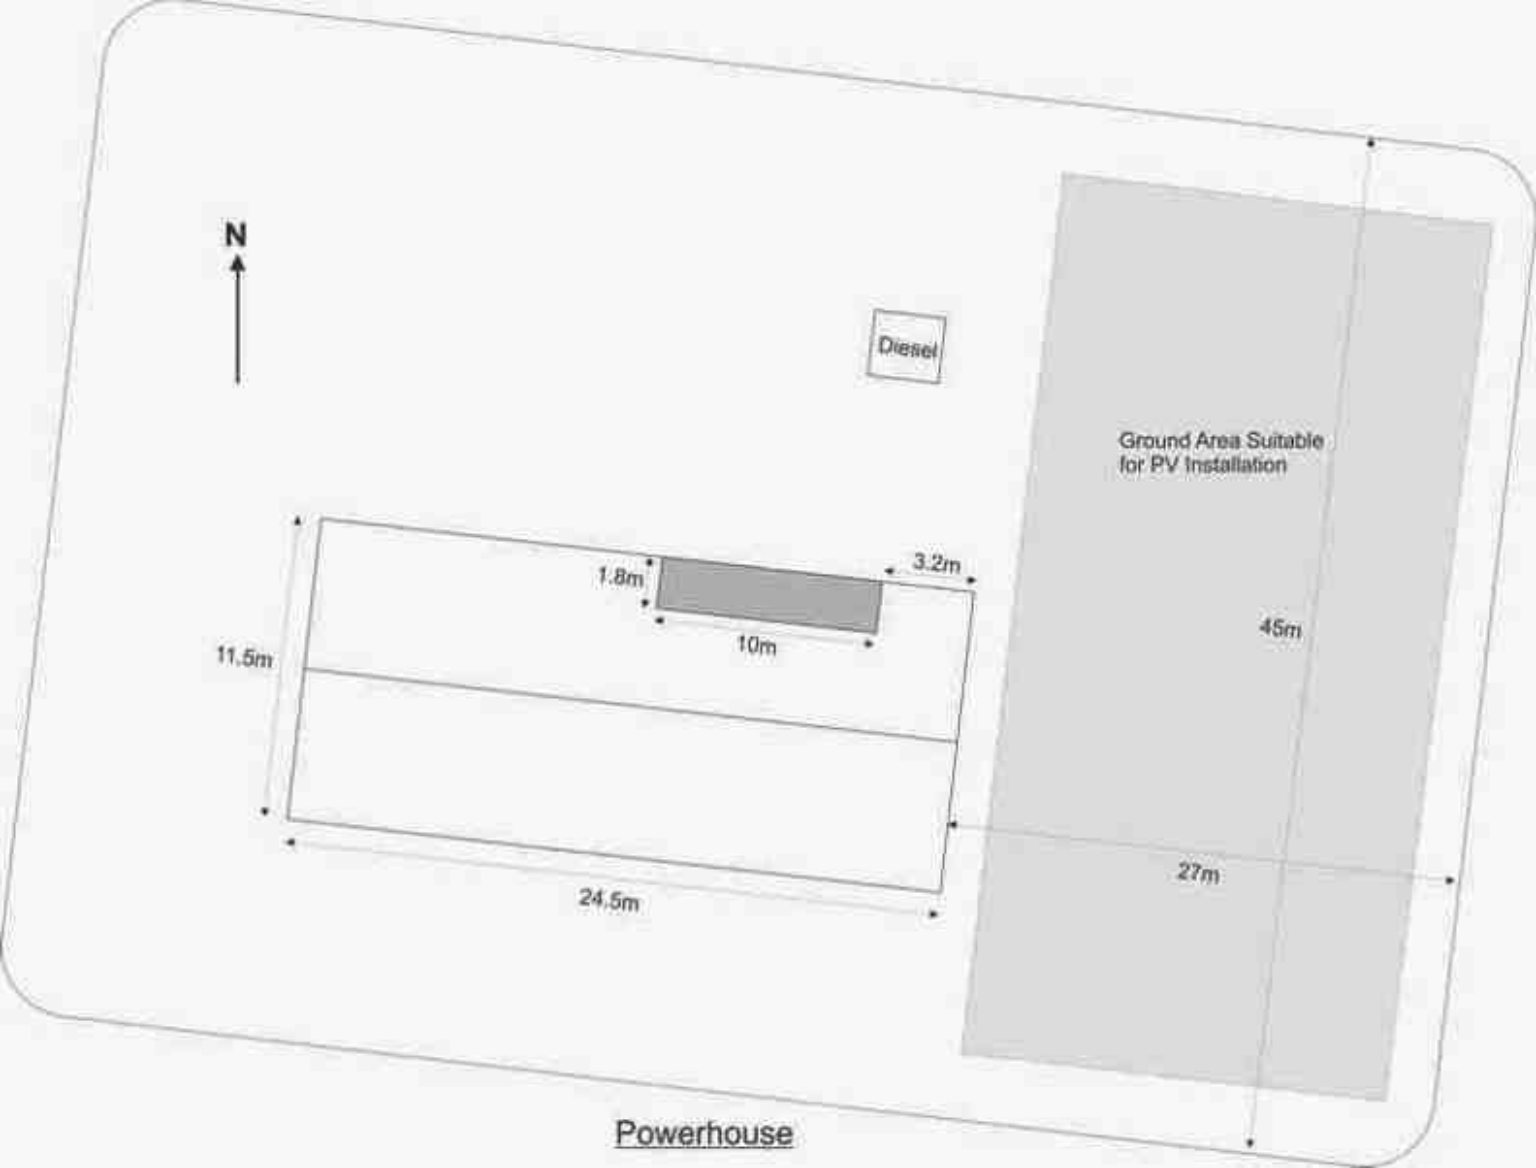 N
Diesel
Ground Area Suitable
for PV Installation
3.2m
1.8m
10m
45m
11.5m
27m
24.5m
Powerhouse